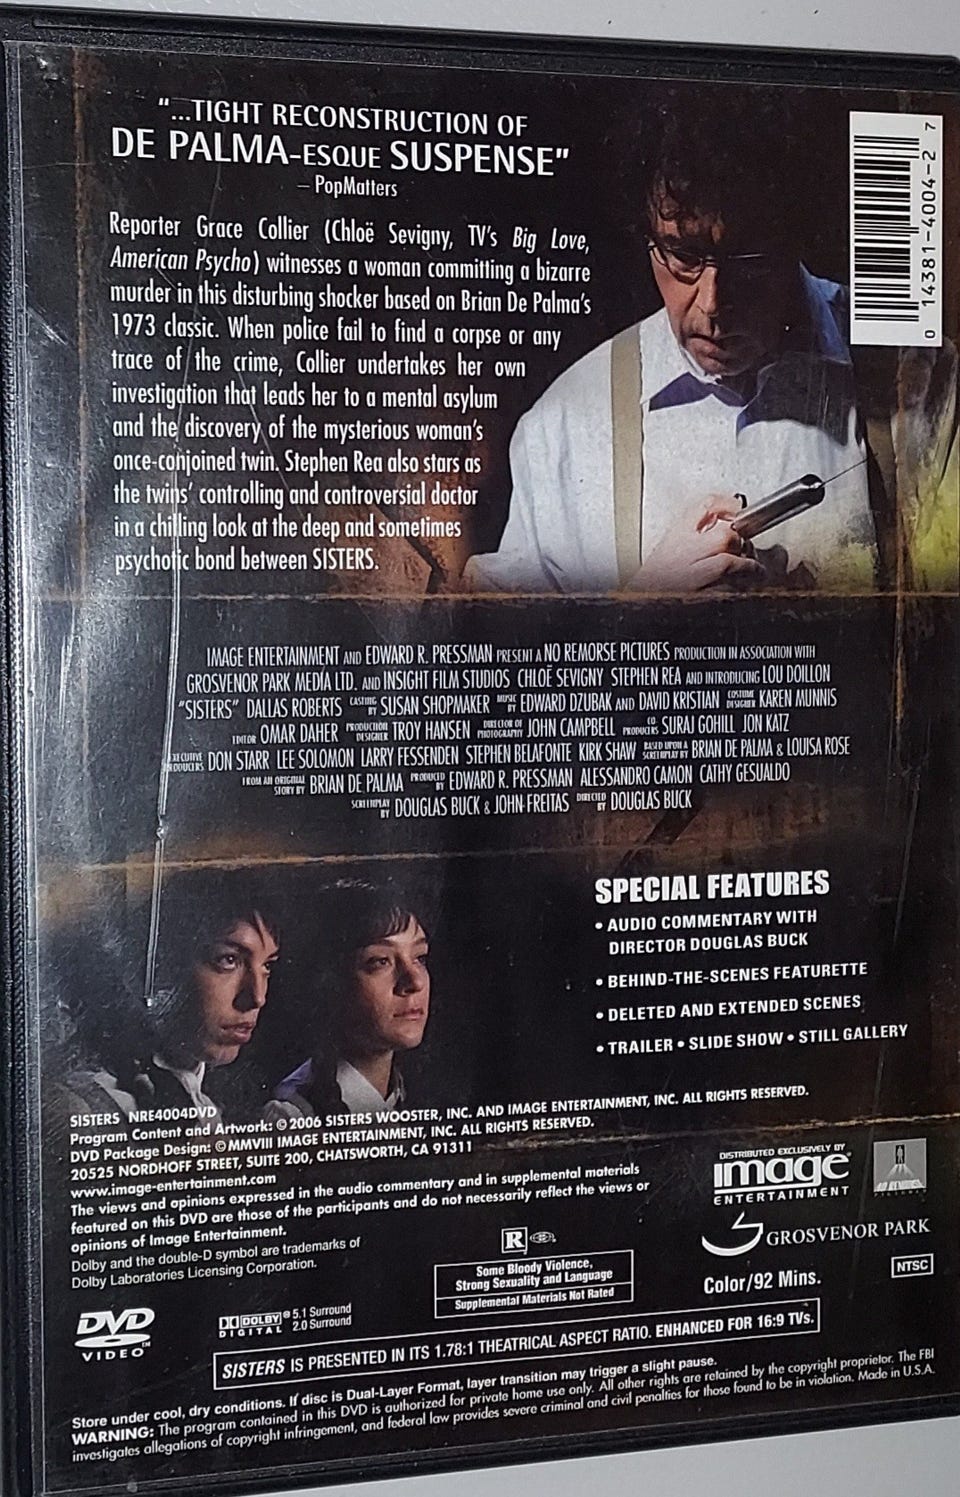 "...TIGHT RECONSTRUCTION OF
DE PALMA-ESQUE SUSPENSE"
– PopMatters
Reporter Grace Collier (Chloë Sevigny, TV's Big Love,
American Psycho) witnesses a woman committing a bizarre
murder in this disturbing shocker based on Brian De Palma's
1973 classic. When police fail to find a corpse or any
trace of the crime, Collier undertakes her own
investigation that leads her to a mental asylum
and the discovery of the mysterious woman's
once-conjoined twin. Stephen Rea also stars as
the twins' controlling and controversial doctor
in a chilling look at the deep and sometimes
psychotic bond between SISTERS.
0 14381-4004-2 7
IMAGE ENTERTAINMENT AND EDWARD R. PRESSMAN PRESENT A NO REMORSE PICTURES PRODUCTION IN ASSOCIATION WITH
GROSVENOR PARK MEDIA LTD. AND INSIGHT FILM STUDIOS CHLOË SEVIGNY STEPHEN REA AND INTRODUCING LOU DOILLON
"SISTERS" DALLAS ROBERTS CASTING BY SUSAN SHOPMAKER MUSIC BY EDWARD DZUBAK AND DAVID KRISTIAN COSTUME DESIGNER KAREN MUNNIS
EDITOR OMAR DAHER PRODUCTION DESIGNER TROY HANSEN DIRECTOR OF PHOTOGRAPHY JOHN CAMPBELL CO-PRODUCERS SURAJ GOHILL JON KATZ
EXECUTIVE PRODUCERS DON STARR LEE SOLOMON LARRY FESSENDEN STEPHEN BELAFONTE KIRK SHAW BASED UPON A SCREENPLAY BY BRIAN DE PALMA & LOUISA ROSE
FROM AN ORIGINAL STORY BY BRIAN DE PALMA PRODUCED BY EDWARD R. PRESSMAN ALESSANDRO CAMON CATHY GESUALDO
SCREENPLAY BY DOUGLAS BUCK & JOHN FREITAS DIRECTED BY DOUGLAS BUCK
SPECIAL FEATURES
• AUDIO COMMENTARY WITH
DIRECTOR DOUGLAS BUCK
• BEHIND-THE-SCENES FEATURETTE
• DELETED AND EXTENDED SCENES
• TRAILER • SLIDE SHOW • STILL GALLERY
SISTERS NRE4004DVD
Program Content and Artwork: © 2006 SISTERS WOOSTER, INC. AND IMAGE ENTERTAINMENT, INC. ALL RIGHTS RESERVED.
DVD Package Design: © MMVIII IMAGE ENTERTAINMENT, INC. ALL RIGHTS RESERVED.
20525 NORDHOFF STREET, SUITE 200, CHATSWORTH, CA 91311
www.image-entertainment.com
The views and opinions expressed in the audio commentary and in supplemental materials
featured on this DVD are those of the participants and do not necessarily reflect the views or
opinions of Image Entertainment.
Dolby and the double-D symbol are trademarks of
Dolby Laboratories Licensing Corporation.
DISTRIBUTED EXCLUSIVELY BY
image®
ENTERTAINMENT
GROSVENOR PARK
R
Some Bloody Violence,
Strong Sexuality and Language
Supplemental Materials Not Rated
Color/92 Mins.
NTSC
DVD
VIDEO™
DOLBY ®
DIGITAL
5.1 Surround
2.0 Surround
SISTERS IS PRESENTED IN ITS 1.78:1 THEATRICAL ASPECT RATIO. ENHANCED FOR 16:9 TVs.
Store under cool, dry conditions. If disc is Dual-Layer Format, layer transition may trigger a slight pause.
WARNING: The program contained in this DVD is authorized for private home use only. All other rights are retained by the copyright proprietor. The FBI
investigates allegations of copyright infringement, and federal law provides severe criminal and civil penalties for those found to be in violation. Made in U.S.A.